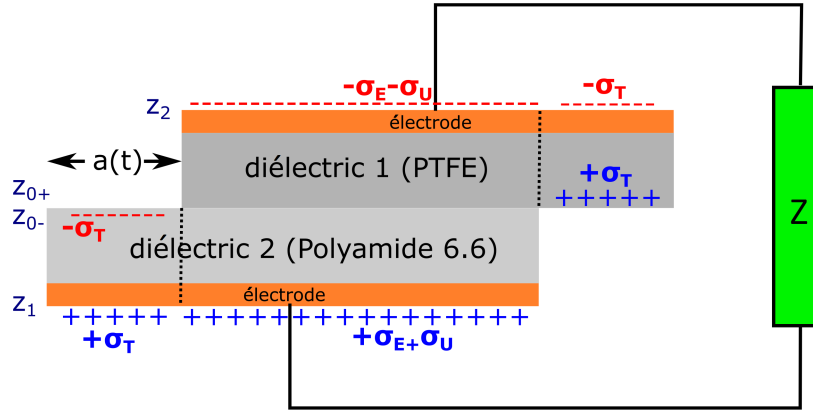 -σE-σU
-σT
z2
électrode
a(t)
diélectric 1 (PTFE)
+σT
+++++
z0+
z0-
-σT
diélectric 2 (Polyamide 6.6)
Z
électrode
z1
+++++
++++++++++++++++
+σT
+σE+σU